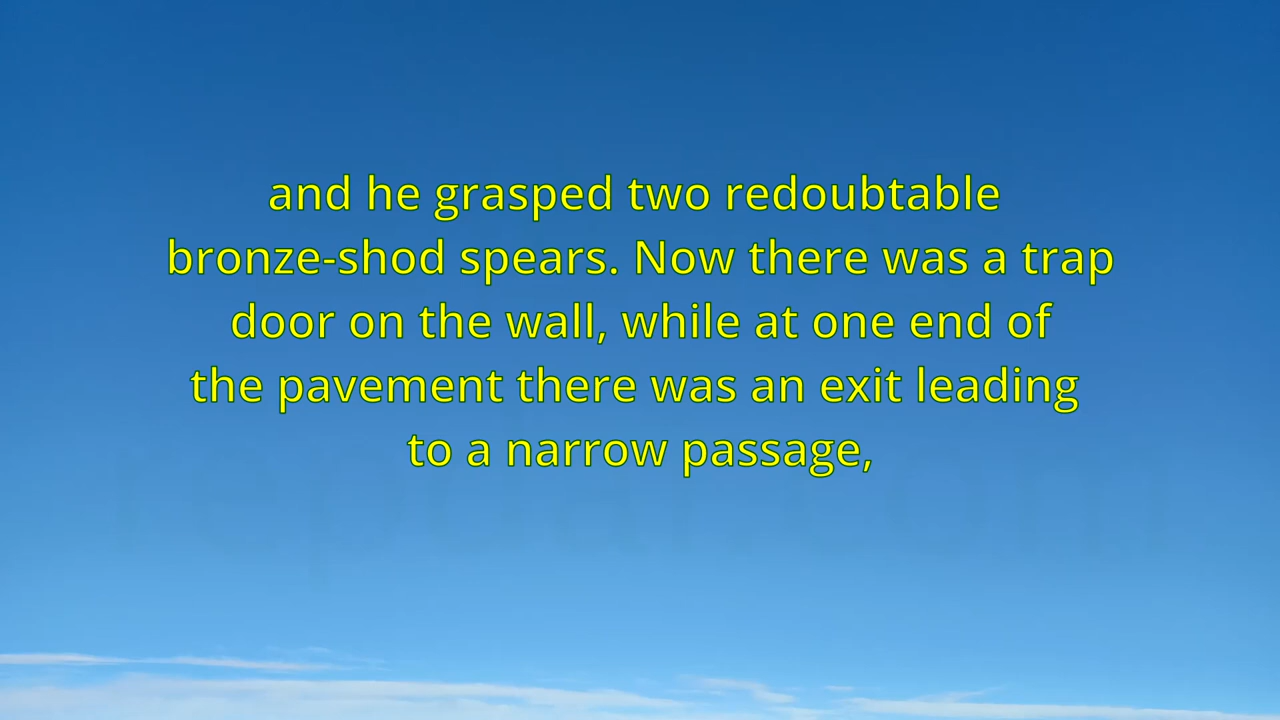 and he grasped two redoubtable
bronze-shod spears. Now there was a trap
door on the wall, while at one end of
the pavement there was an exit leading
to a narrow passage,